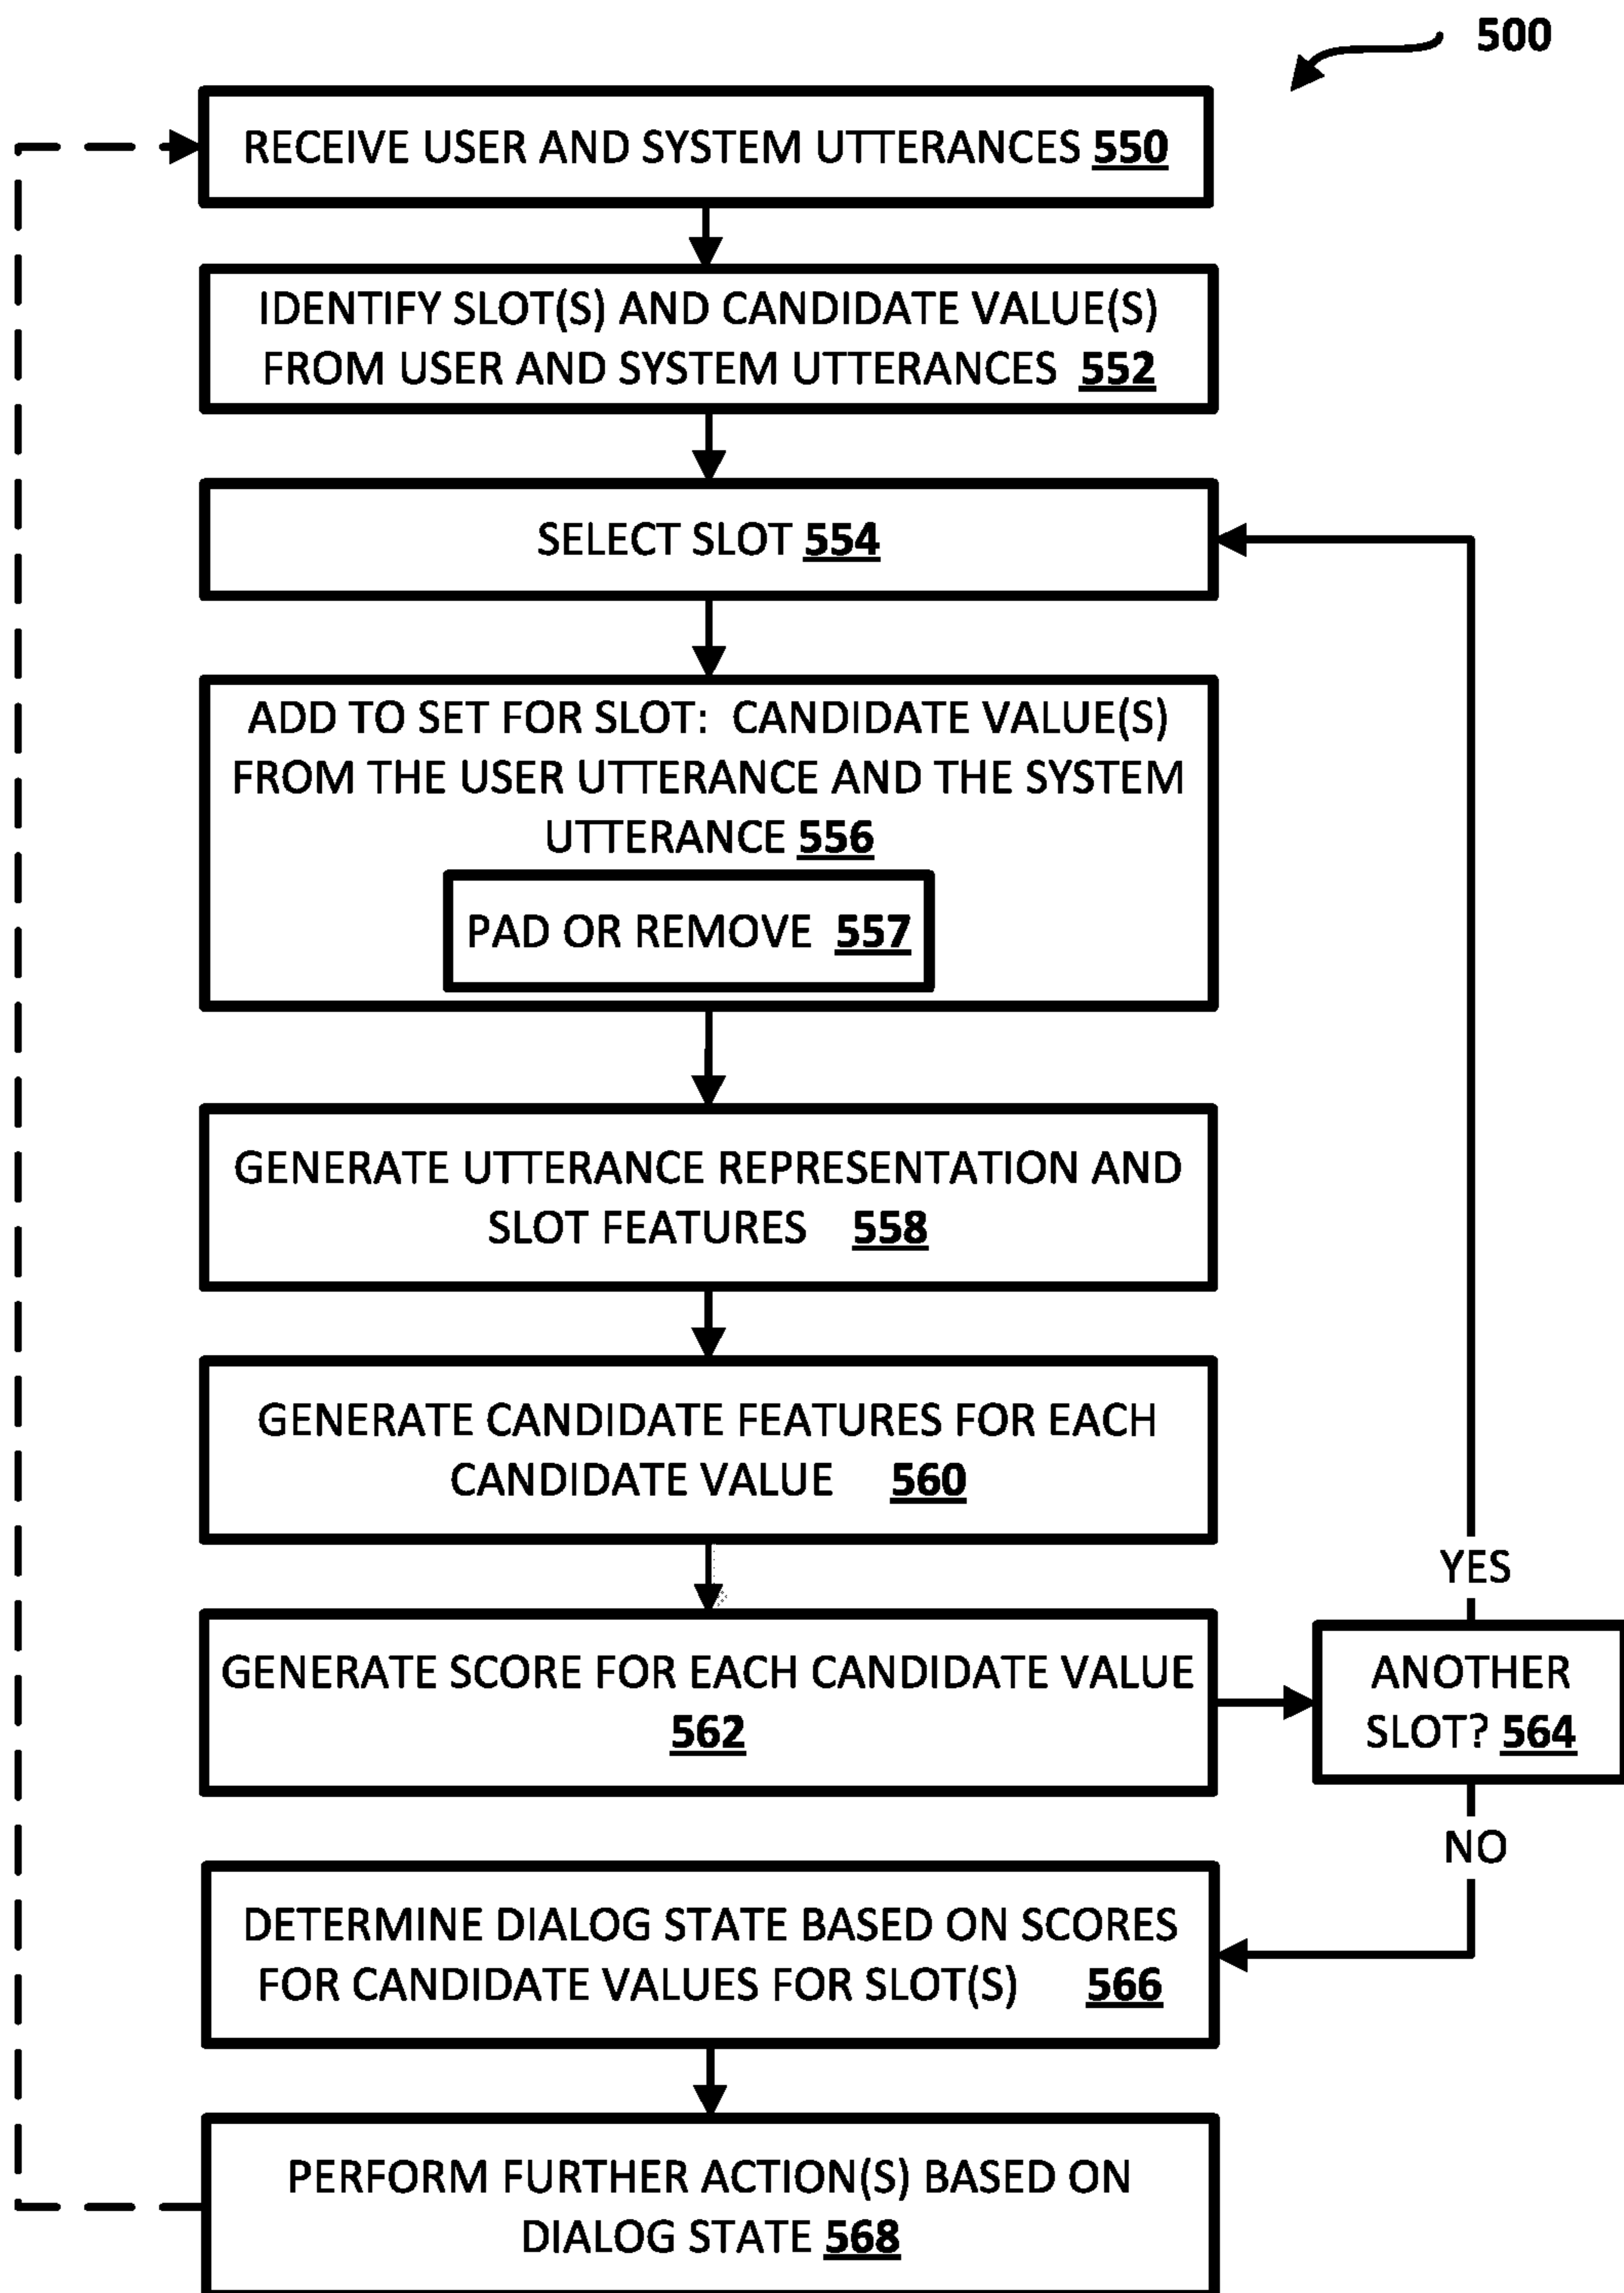 500
RECEIVE USER AND SYSTEM UTTERANCES 550
IDENTIFY SLOT(S) AND CANDIDATE VALUE(S)
FROM USER AND SYSTEM UTTERANCES 552
SELECT SLOT 554
ADD TO SET FOR SLOT: CANDIDATE VALUE(S)
FROM THE USER UTTERANCE AND THE SYSTEM
UTTERANCE 556
PAD OR REMOVE 557
GENERATE UTTERANCE REPRESENTATION AND
SLOT FEATURES 558
GENERATE CANDIDATE FEATURES FOR EACH
CANDIDATE VALUE 560
GENERATE SCORE FOR EACH CANDIDATE VALUE
562
YES
ANOTHER
SLOT? 564
NO
DETERMINE DIALOG STATE BASED ON SCORES
FOR CANDIDATE VALUES FOR SLOT(S) 566
PERFORM FURTHER ACTION(S) BASED ON
DIALOG STATE 568